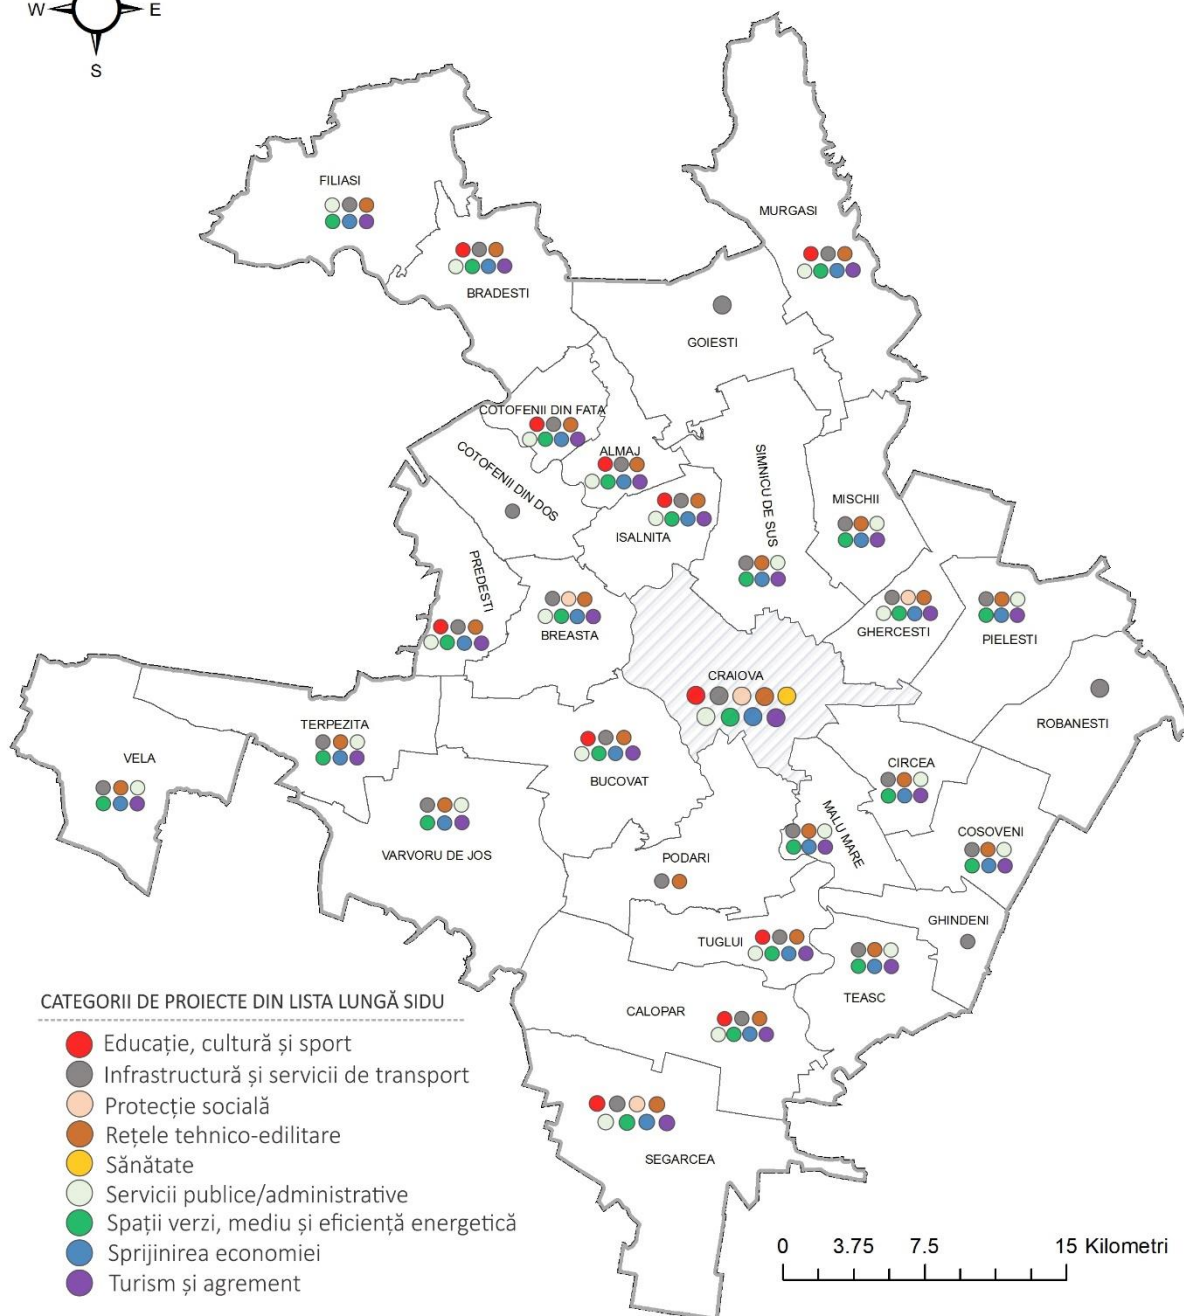 W E
S
FILIASI
MURGASI
BRADESTI
GOIESTI
COTOFENII DIN FATA
ALMAJ
COTOFENII DIN DOS
SIMNICU DE SUS
MISCHII
ISALNITA
PREDESTI
BREASTA
GHERCESTI
PIELESTI
CRAIOVA
ROBANESTI
TERPEZITA
VELA
BUCOVAT
CIRCEA
MALU MARE
COSOVENI
VARVORU DE JOS
PODARI
GHINDENI
TUGLUI
TEASC
CALOPAR
SEGARCEA
CATEGORII DE PROIECTE DIN LISTA LUNGĂ SIDU
Educație, cultură și sport
Infrastructură și servicii de transport
Protecție socială
Rețele tehnico-edilitare
Sănătate
Servicii publice/administrative
Spații verzi, mediu și eficiență energetică
Sprijinirea economiei
Turism și agrement
0 3.75 7.5 15 Kilometri